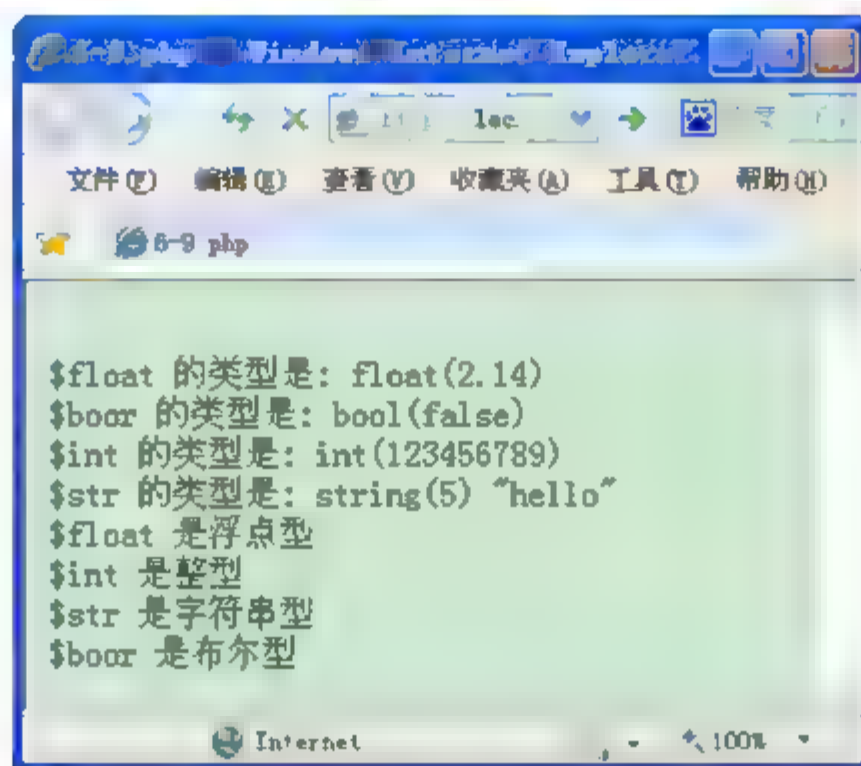 loc
文件(F) 编辑(E) 查看(V) 收藏夹(A) 工具(T) 帮助(H)
6-9 php
$float 的类型是: float(2.14)
$boor 的类型是: bool(false)
$int 的类型是: int(123456789)
$str 的类型是: string(5) "hello"
$float 是浮点型
$int 是整型
$str 是字符串型
$boor 是布尔型
Internet
100%